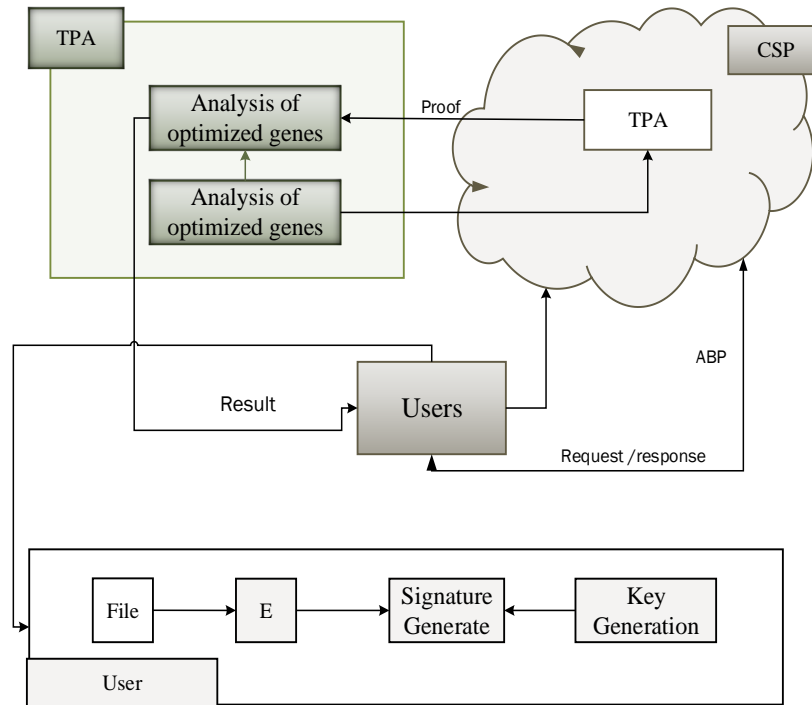 TPA
CSP
Analysis of
optimized genes
Proof
TPA
Analysis of
optimized genes
ABP
Result
Users
Request /response
File
E
Signature
Generate
Key
Generation
User